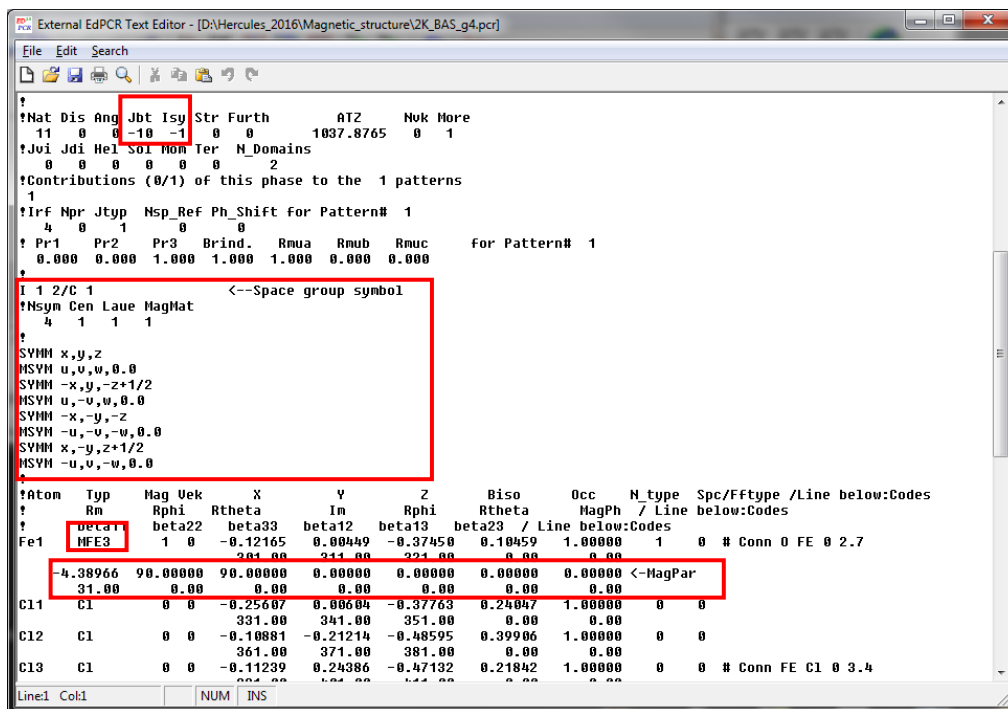 External EdPCR Text Editor - [D:\Hercules_2016\Magnetic_structure\2K_BAS_g4.pcr]
File Edit Search
!
!Nat Dis Ang Jbt Isy Str Furth ATZ Nvk More
11 0 0 -10 -1 0 0 1037.8765 0 1
!Jvi Jdi Hel Sol Mom Ter N_Domains
0 0 0 0 0 0 2
!Contributions (0/1) of this phase to the 1 patterns
1
!Irf Npr Jtyp Nsp_Ref Ph_Shift for Pattern# 1
4 0 1 0 0
! Pr1 Pr2 Pr3 Brind. Rmua Rmub Rmuc for Pattern# 1
0.000 0.000 1.000 1.000 1.000 0.000 0.000
!
I 1 2/C 1 <--Space group symbol
!Nsym Cen Laue MagMat
4 1 1 1
!
SYMM x,y,z
MSYM u,v,w,0.0
SYMM -x,y,-z+1/2
MSYM u,-v,w,0.0
SYMM -x,-y,-z
MSYM -u,-v,-w,0.0
SYMM x,-y,z+1/2
MSYM -u,v,-w,0.0
!Atom Typ Mag Vek X Y Z Biso Occ N_type Spc/Fftype /Line below:Codes
! Rm Rphi Rtheta Im Rphi Rtheta MagPh / Line below:Codes
! beta11 beta22 beta33 beta12 beta13 beta23 / Line below:Codes
Fe1 MFE3 1 0 -0.12165 0.00449 -0.37450 0.10459 1.00000 1 0 # Conn O FE 0 2.7
301.00 311.00 321.00 0.00 0.00
-4.38966 90.00000 90.00000 0.00000 0.00000 0.00000 0.00000 <-MagPar
31.00 0.00 0.00 0.00 0.00 0.00 0.00
Cl1 Cl 0 0 -0.25607 0.00604 -0.37763 0.24047 1.00000 0 0
331.00 341.00 351.00 0.00 0.00
Cl2 Cl 0 0 -0.10881 -0.21214 -0.48595 0.39906 1.00000 0 0
361.00 371.00 381.00 0.00 0.00
Cl3 Cl 0 0 -0.11239 0.24386 -0.47132 0.21842 1.00000 0 0 # Conn FE Cl 0 3.4
Line:1 Col:1 NUM INS